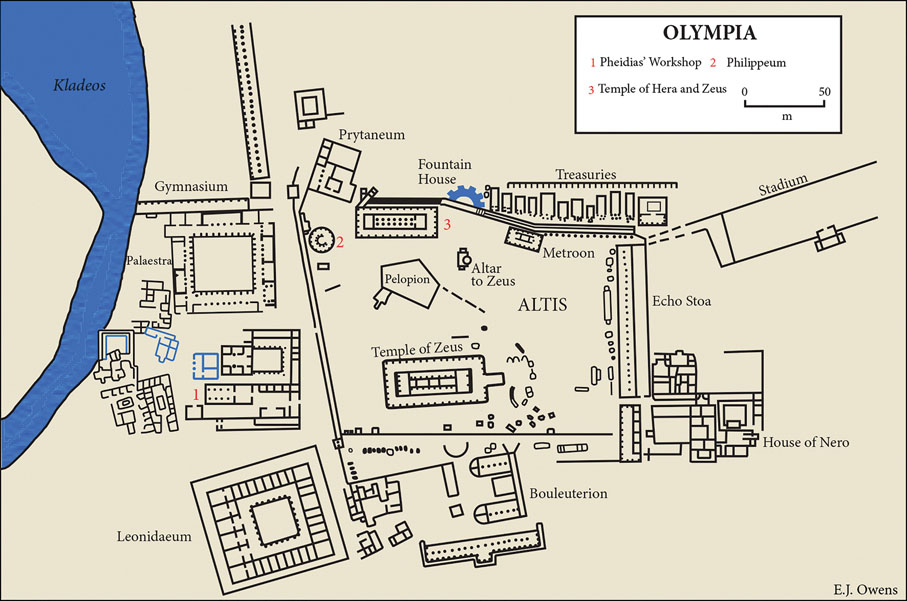 OLYMPIA
1 Pheidias' Workshop 2 Philippeum
3 Temple of Hera and Zeus
0 50
m
Kladeos
Prytaneum
Fountain
House
Treasuries
Stadium
Gymnasium
3
2
Metroon
Palaestra
Pelopion
Altar
to Zeus
ALTIS
Echo Stoa
Temple of Zeus
1
House of Nero
Bouleuterion
Leonidaeum
E.J. Owens